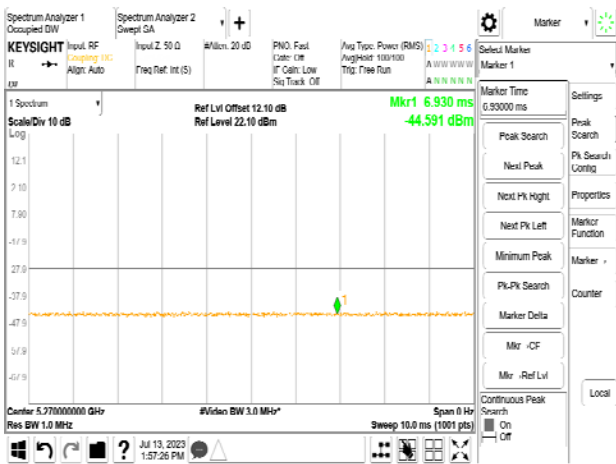 Spectrum Analyzer 1
Occupied BW
Spectrum Analyzer 2
Swept SA
+
Marker
KEYSIGHT
Input: RF
Coupling: DC
Align: Auto
Input Z: 50 Ω
Freq Ref: Int (S)
#Atten: 20 dB
PNO: Fast
Gate: Off
IF Gain: Low
Sig Track: Off
Avg Type: Power (RMS)
Avg|Hold: 100/100
Trig: Free Run
1 2 3 4 5 6
A W W W W W
A N N N N N
Select Marker
Marker 1
1 Spectrum
Scale/Div 10 dB
Log
Ref Lvl Offset 12.10 dB
Ref Level 22.10 dBm
Mkr1 6.930 ms
-44.591 dBm
12.1
2.10
-7.90
-17.9
-27.9
-37.9
-47.9
-57.9
-67.9
1
Center 5.270000000 GHz
Res BW 1.0 MHz
#Video BW 3.0 MHz*
Span 0 Hz
Sweep 10.0 ms (1001 pts)
Marker Time
6.93000 ms
Peak Search
Next Peak
Next Pk Right
Next Pk Left
Minimum Peak
Pk-Pk Search
Marker Delta
Mkr→CF
Mkr→Ref Lvl
Continuous Peak
Search
On
Off
Settings
Peak
Search
Pk Search
Config
Properties
Marker
Function
Marker→
Counter
Local
?
Jul 13, 2023
1:57:26 PM